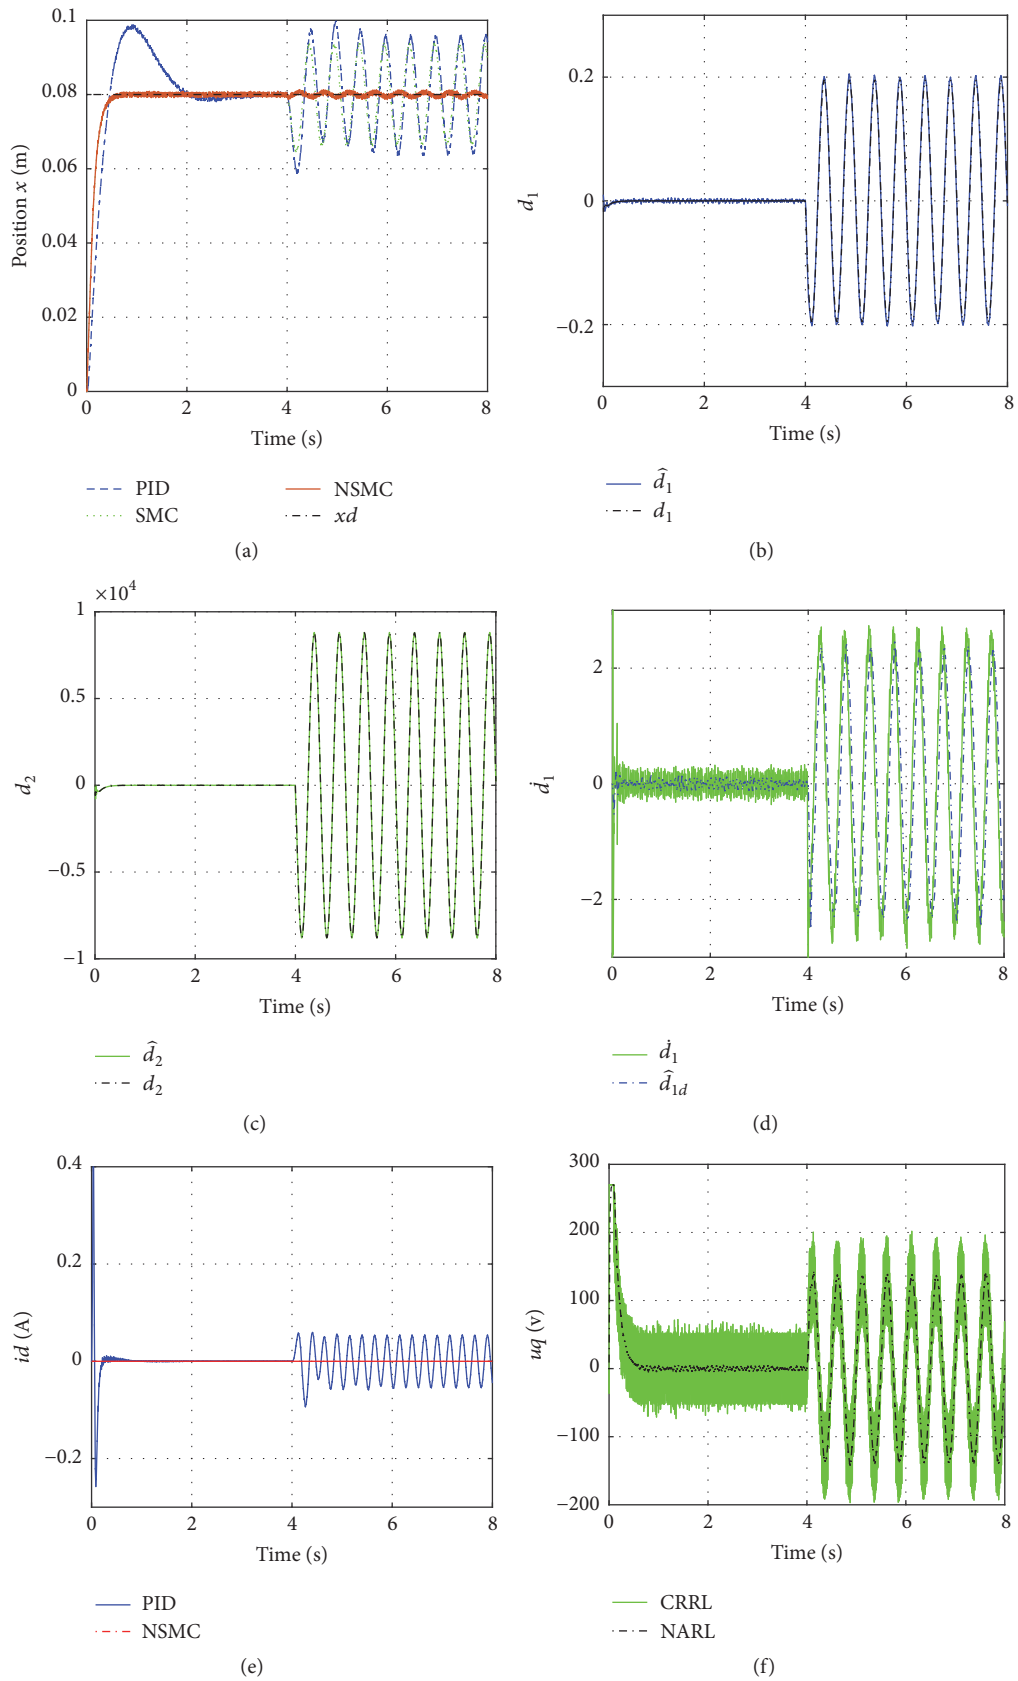 0.1
0.08
0.06
0.04
0.02
0
Position x (m)
0 2 4 6 8
Time (s)
PID
SMC
NSMC
xd
(a)
0.2
0
−0.2
d₁
0 2 4 6 8
Time (s)
d̂₁
d₁
(b)
×10⁴
1
0.5
0
−0.5
−1
d₂
0 2 4 6 8
Time (s)
d̂₂
d₂
(c)
2
0
−2
ḋ₁
0 2 4 6 8
Time (s)
ḋ₁
d̂₁d
(d)
0.4
0.2
0
−0.2
id (A)
0 2 4 6 8
Time (s)
PID
NSMC
(e)
300
200
100
0
−100
−200
uq (v)
0 2 4 6 8
Time (s)
CRRL
NARL
(f)